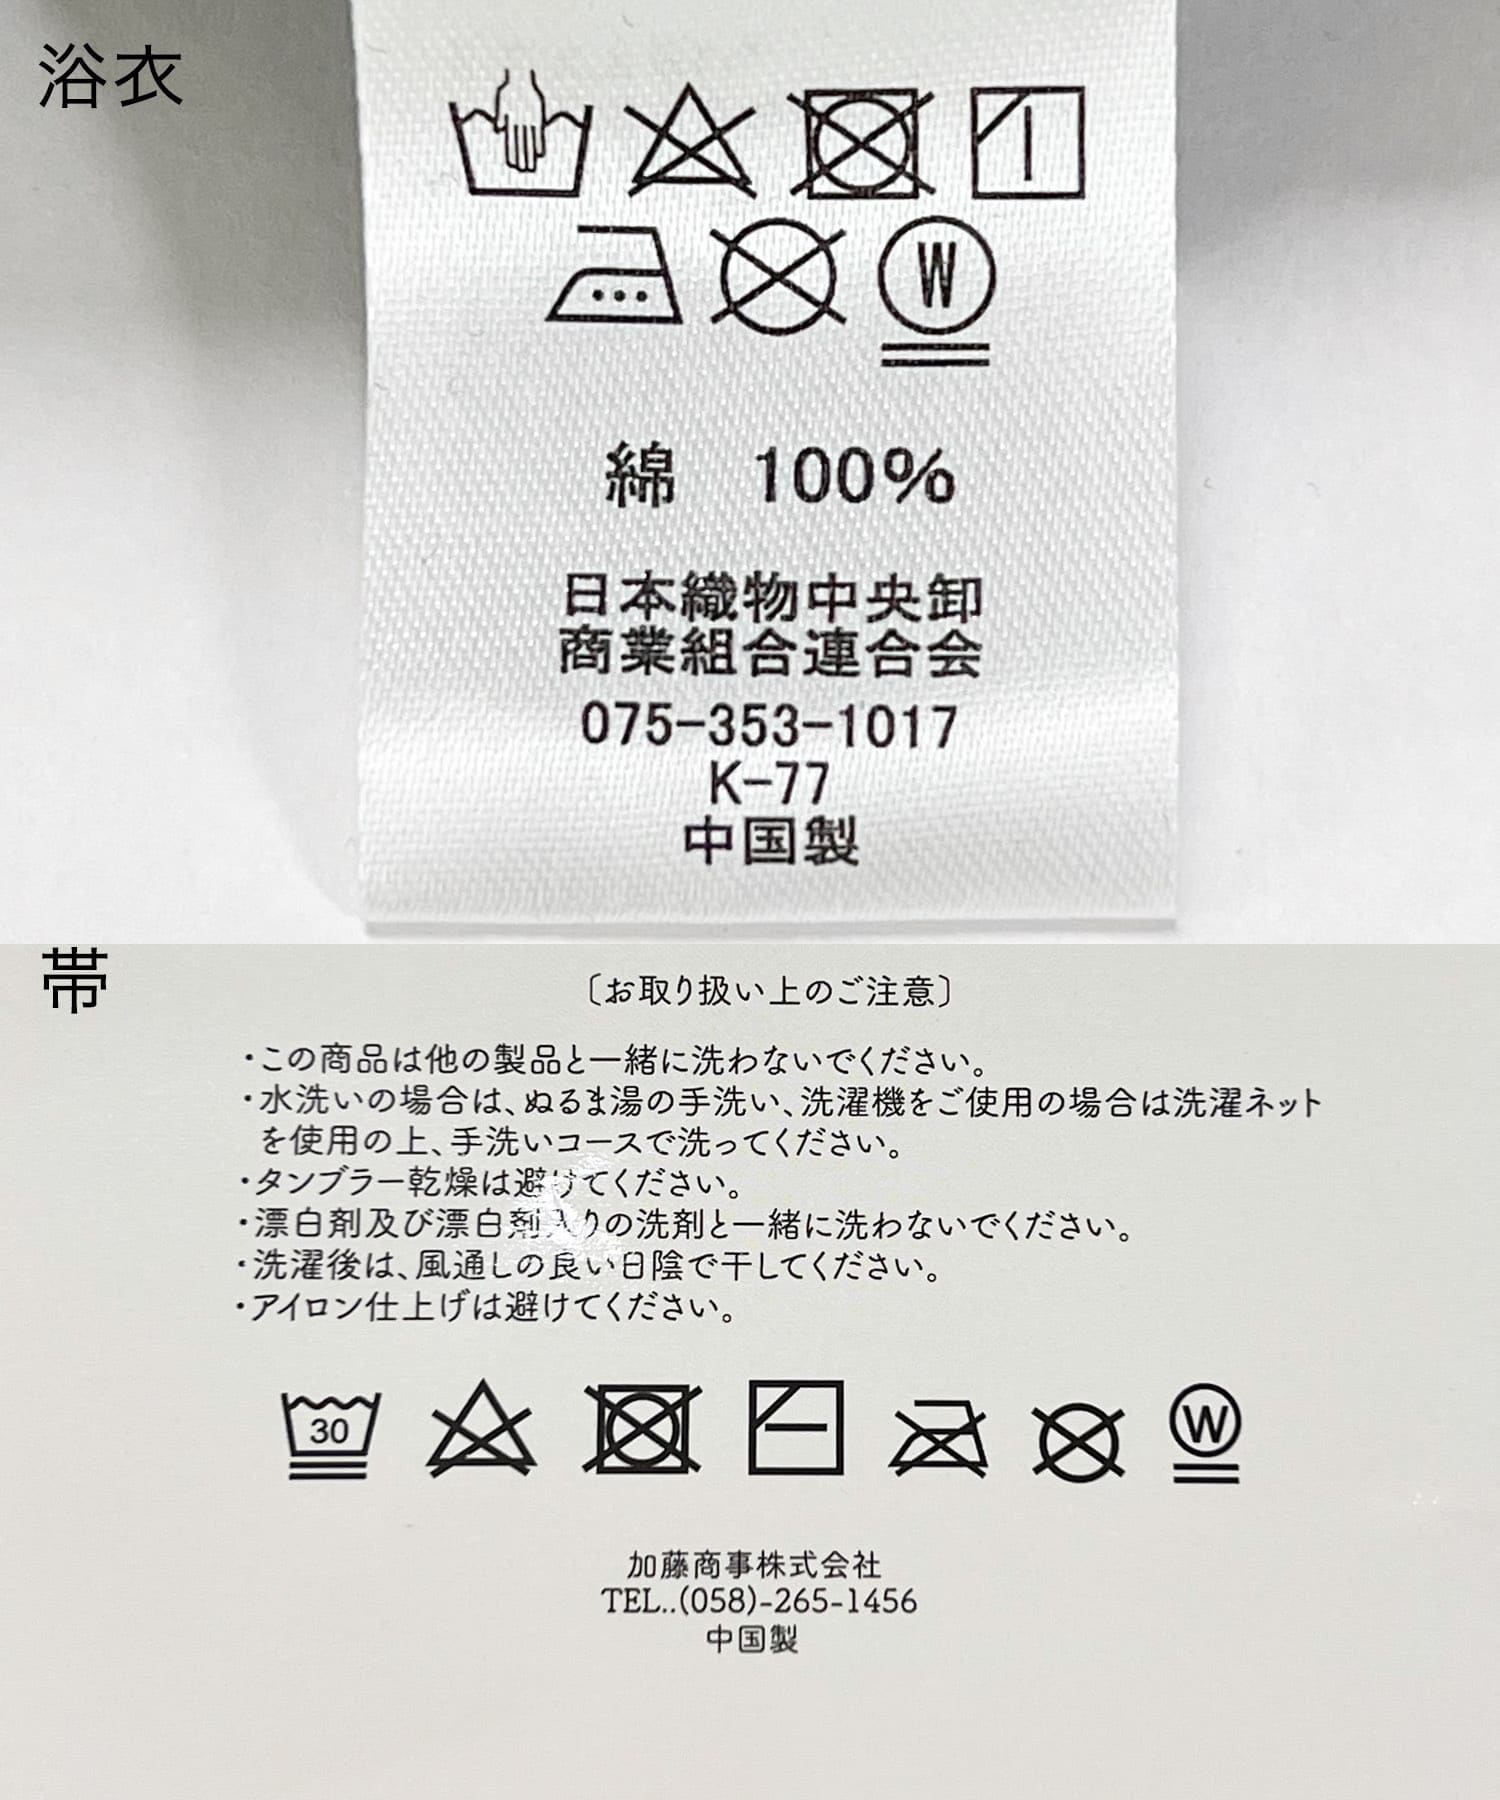 浴衣
W
綿 100%
日本織物中央卸
商業組合連合会
075-353-1017
K-77
中国製
帯
〔お取り扱い上のご注意〕
・この商品は他の製品と一緒に洗わないでください。
・水洗いの場合は、ぬるま湯の手洗い、洗濯機をご使用の場合は洗濯ネット
を使用の上、手洗いコースで洗ってください。
・タンブラー乾燥は避けてください。
・漂白剤及び漂白剤入りの洗剤と一緒に洗わないでください。
・洗濯後は、風通しの良い日陰で干してください。
・アイロン仕上げは避けてください。
30 W
加藤商事株式会社
TEL..(058)-265-1456
中国製